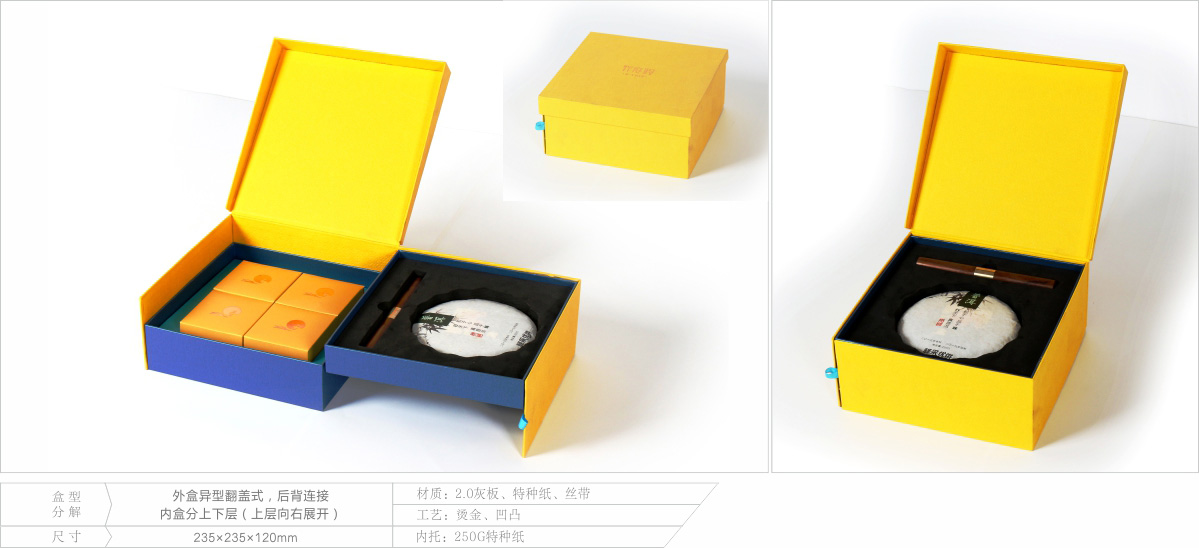 盒型
分解
外盒异型翻盖式，后背连接
内盒分上下层（上层向右展开）
尺寸
235×235×120mm
材质：2.0灰板、特种纸、丝带
工艺：烫金、凹凸
内托：250G特种纸